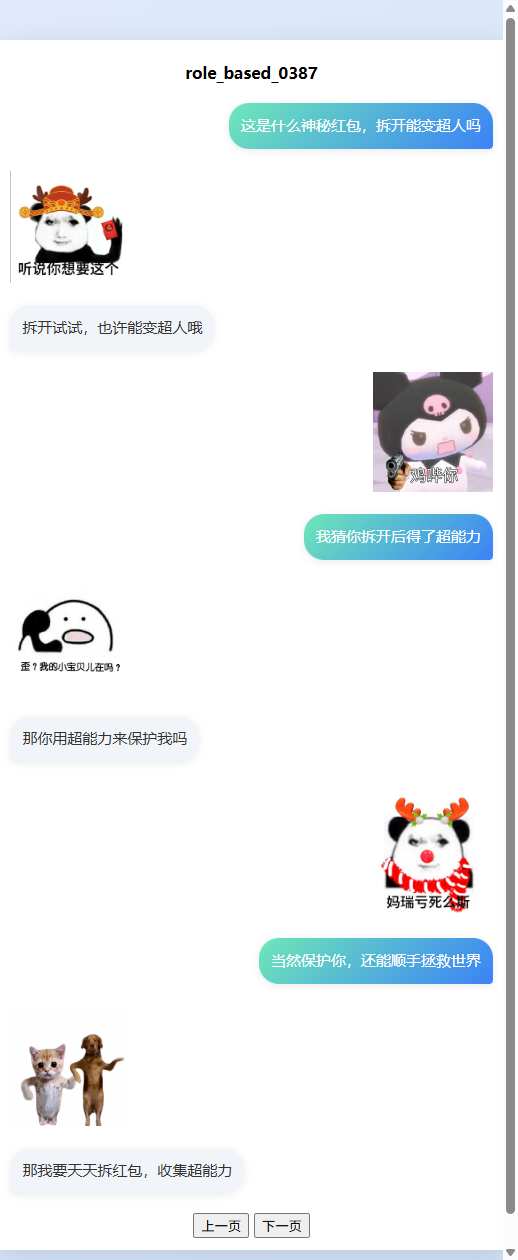 role_based_0387
这是什么神秘红包，拆开能变超人吗
听说你想要这个
拆开试试，也许能变超人哦
鸡哔你
我猜你拆开后得了超能力
歪？我的小宝贝儿在吗？
那你用超能力来保护我吗
妈瑞亏死么斯
当然保护你，还能顺手拯救世界
那我要天天拆红包，收集超能力
上一页 下一页